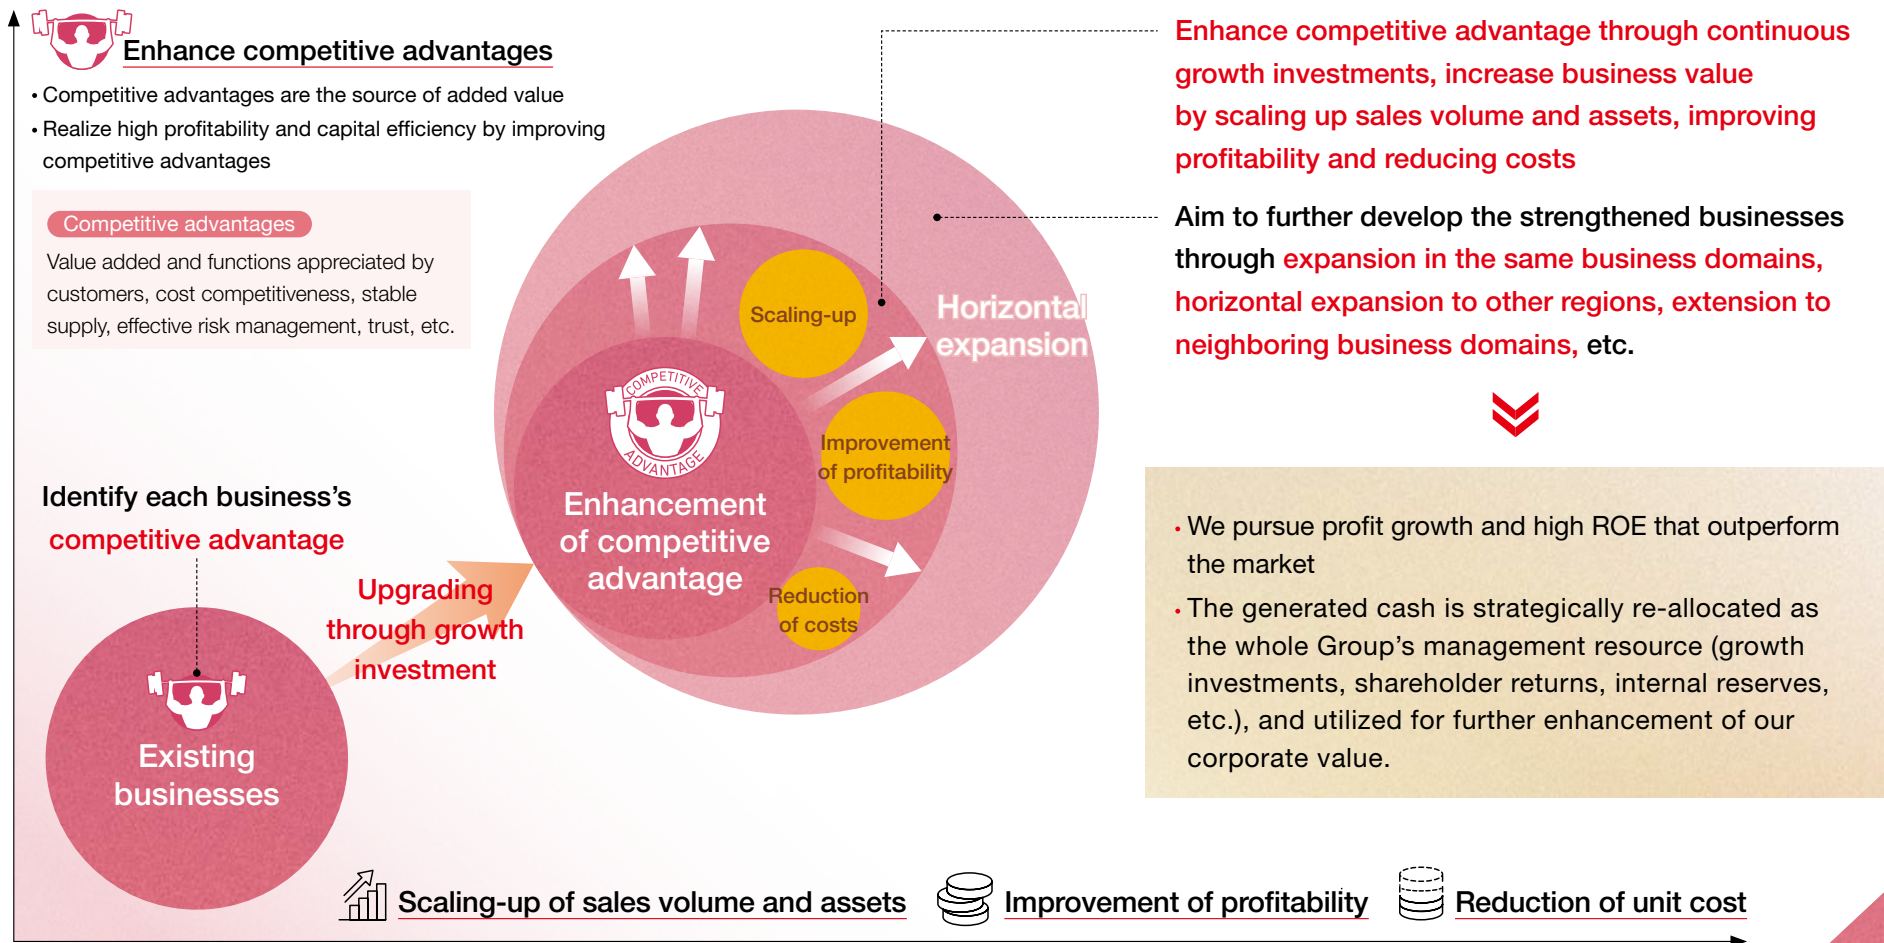 Enhance competitive advantages
• Competitive advantages are the source of added value
• Realize high profitability and capital efficiency by improving
competitive advantages
Competitive advantages
Value added and functions appreciated by
customers, cost competitiveness, stable
supply, effective risk management, trust, etc.
Identify each business’s
competitive advantage
Existing
businesses
Upgrading
through growth
investment
COMPETITIVE
ADVANTAGE
Enhancement
of competitive
advantage
Scaling-up
Improvement
of profitability
Reduction
of costs
Horizontal
expansion
Enhance competitive advantage through continuous
growth investments, increase business value
by scaling up sales volume and assets, improving
profitability and reducing costs
Aim to further develop the strengthened businesses
through expansion in the same business domains,
horizontal expansion to other regions, extension to
neighboring business domains, etc.
• We pursue profit growth and high ROE that outperform
the market
• The generated cash is strategically re-allocated as
the whole Group’s management resource (growth
investments, shareholder returns, internal reserves,
etc.), and utilized for further enhancement of our
corporate value.
Scaling-up of sales volume and assets
Improvement of profitability
Reduction of unit cost